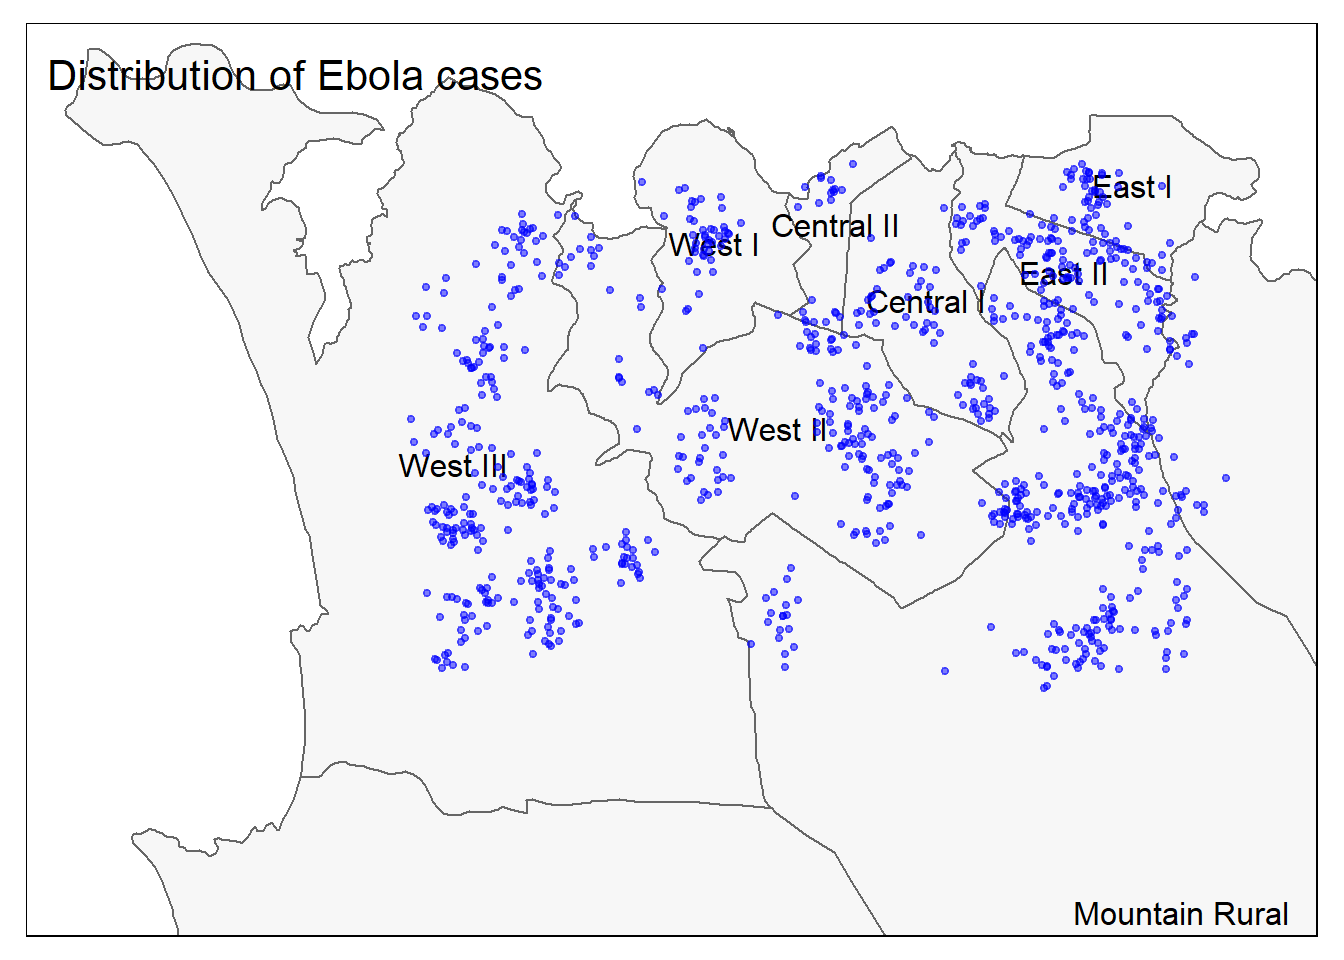 Distribution of Ebola cases
East I
Central II
West I
East II
Central I
West II
West III
Mountain Rural